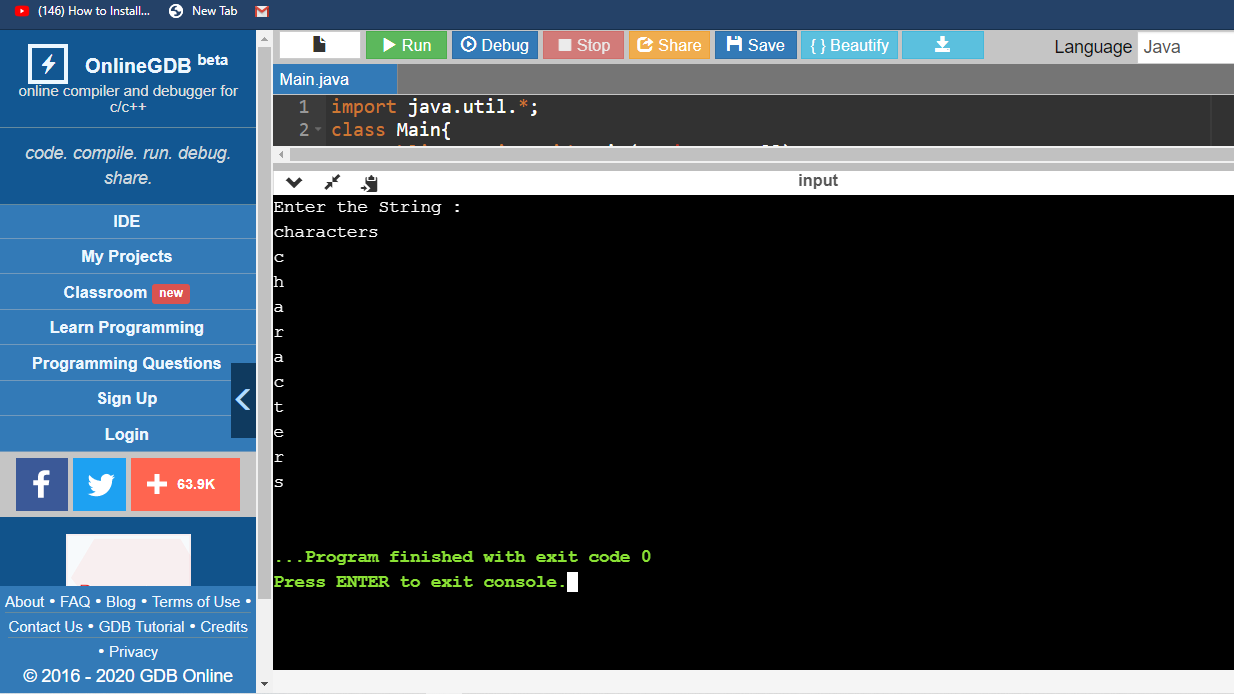 (146) How to Install... New Tab
Run Debug Stop Share Save { } Beautify Language Java
OnlineGDB beta
online compiler and debugger for
c/c++
code. compile. run. debug.
share.
IDE
My Projects
Classroom new
Learn Programming
Programming Questions
Sign Up
Login
63.9K
About • FAQ • Blog • Terms of Use •
Contact Us • GDB Tutorial • Credits
• Privacy
© 2016 - 2020 GDB Online
Main.java
1 import java.util.*;
2 class Main{
input
Enter the String :
characters
c
h
a
r
a
c
t
e
r
s
...Program finished with exit code 0
Press ENTER to exit console.